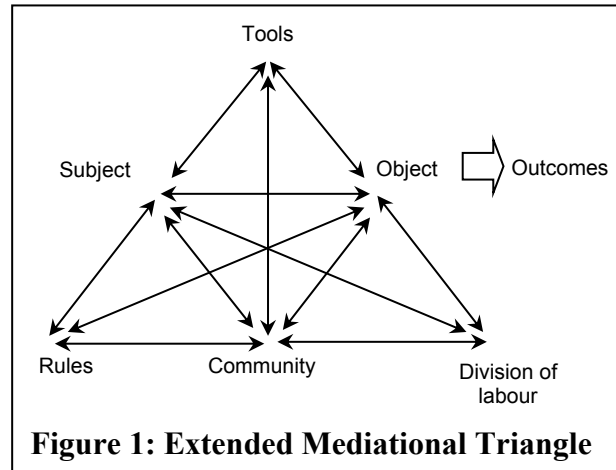 Tools
Subject
Object
Outcomes
Rules
Community
Division of
labour
Figure 1: Extended Mediational Triangle